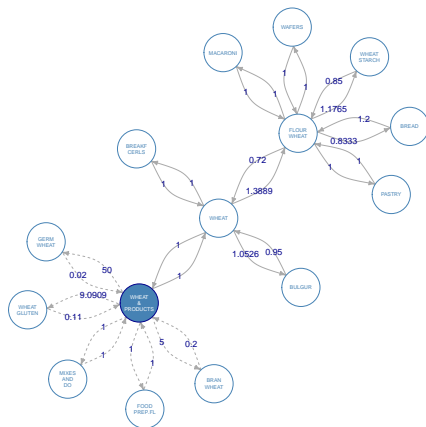 WAFERS
MACARONI
WHEAT
STARCH
1
1
1
1
0.85
1.1765
1.2
BREAD
FLOUR
WHEAT
0.8333
BREAKF
CERLS
0.72
1
1
PASTRY
1
1
1.3889
WHEAT
GERM
WHEAT
1
1.0526
0.95
50
0.02
1
BULGUR
9.0909
WHEAT
&
PRODUCTS
WHEAT
GLUTEN
0.11
1
1
1
1
5
0.2
MIXES
AND
DO
BRAN
WHEAT
FOOD
PREP,FL